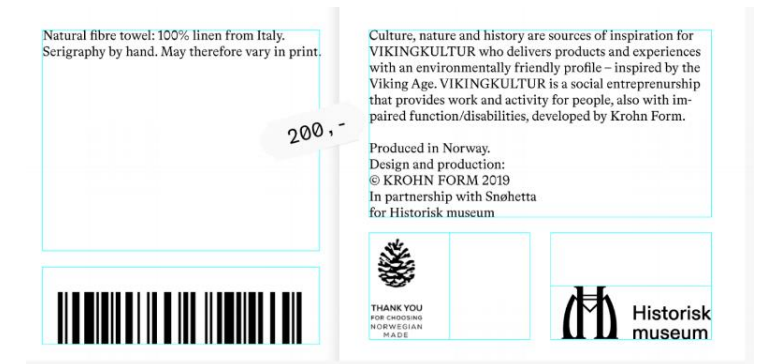 Natural fibre towel: 100% linen from Italy.
Serigraphy by hand. May therefore vary in print.
200,-
Culture, nature and history are sources of inspiration for
VIKINGKULTUR who delivers products and experiences
with an environmentally friendly profile – inspired by the
Viking Age. VIKINGKULTUR is a social entreprenurship
that provides work and activity for people, also with im-
paired function/disabilities, developed by Krohn Form.
Produced in Norway.
Design and production:
© KROHN FORM 2019
In partnership with Snøhetta
for Historisk museum
THANK YOU
FOR CHOOSING
NORWEGIAN
MADE
Historisk
museum